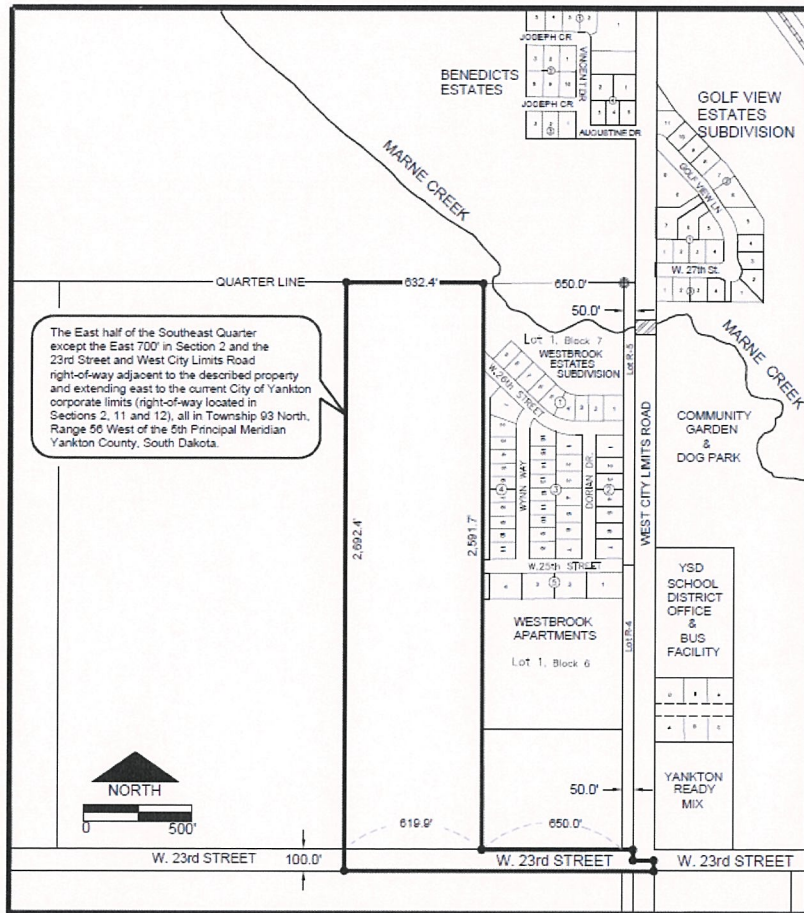 JOSEPH CR
VINCENT DR
BENEDICTS
ESTATES
JOSEPH CR
AUGUSTINE DR
GOLF VIEW
ESTATES
SUBDIVISION
GOLF VIEW LN
MARNE CREEK
W. 27th St.
QUARTER LINE
632.4'
650.0'
50.0'
The East half of the Southeast Quarter
except the East 700' in Section 2 and the
23rd Street and West City Limits Road
right-of-way adjacent to the described property
and extending east to the current City of Yankton
corporate limits (right-of-way located in
Sections 2, 11 and 12), all in Township 93 North,
Range 56 West of the 5th Principal Meridian
Yankton County, South Dakota.
Lot 1, Block 7
WESTBROOK
ESTATES
SUBDIVISION
Lot R-5
MARNE CREEK
W. 26th STREET
WYNN WAY
DORIAN DR.
WEST CITY LIMITS ROAD
COMMUNITY
GARDEN
&
DOG PARK
2,692.4'
2,591.7'
W. 25th STREET
YSD
SCHOOL
DISTRICT
OFFICE
&
BUS
FACILITY
WESTBROOK
APARTMENTS
Lot 1, Block 6
Lot R-4
NORTH
0 500'
50.0'
YANKTON
READY
MIX
619.9'
650.0'
W. 23rd STREET
100.0'
W. 23rd STREET
W. 23rd STREET